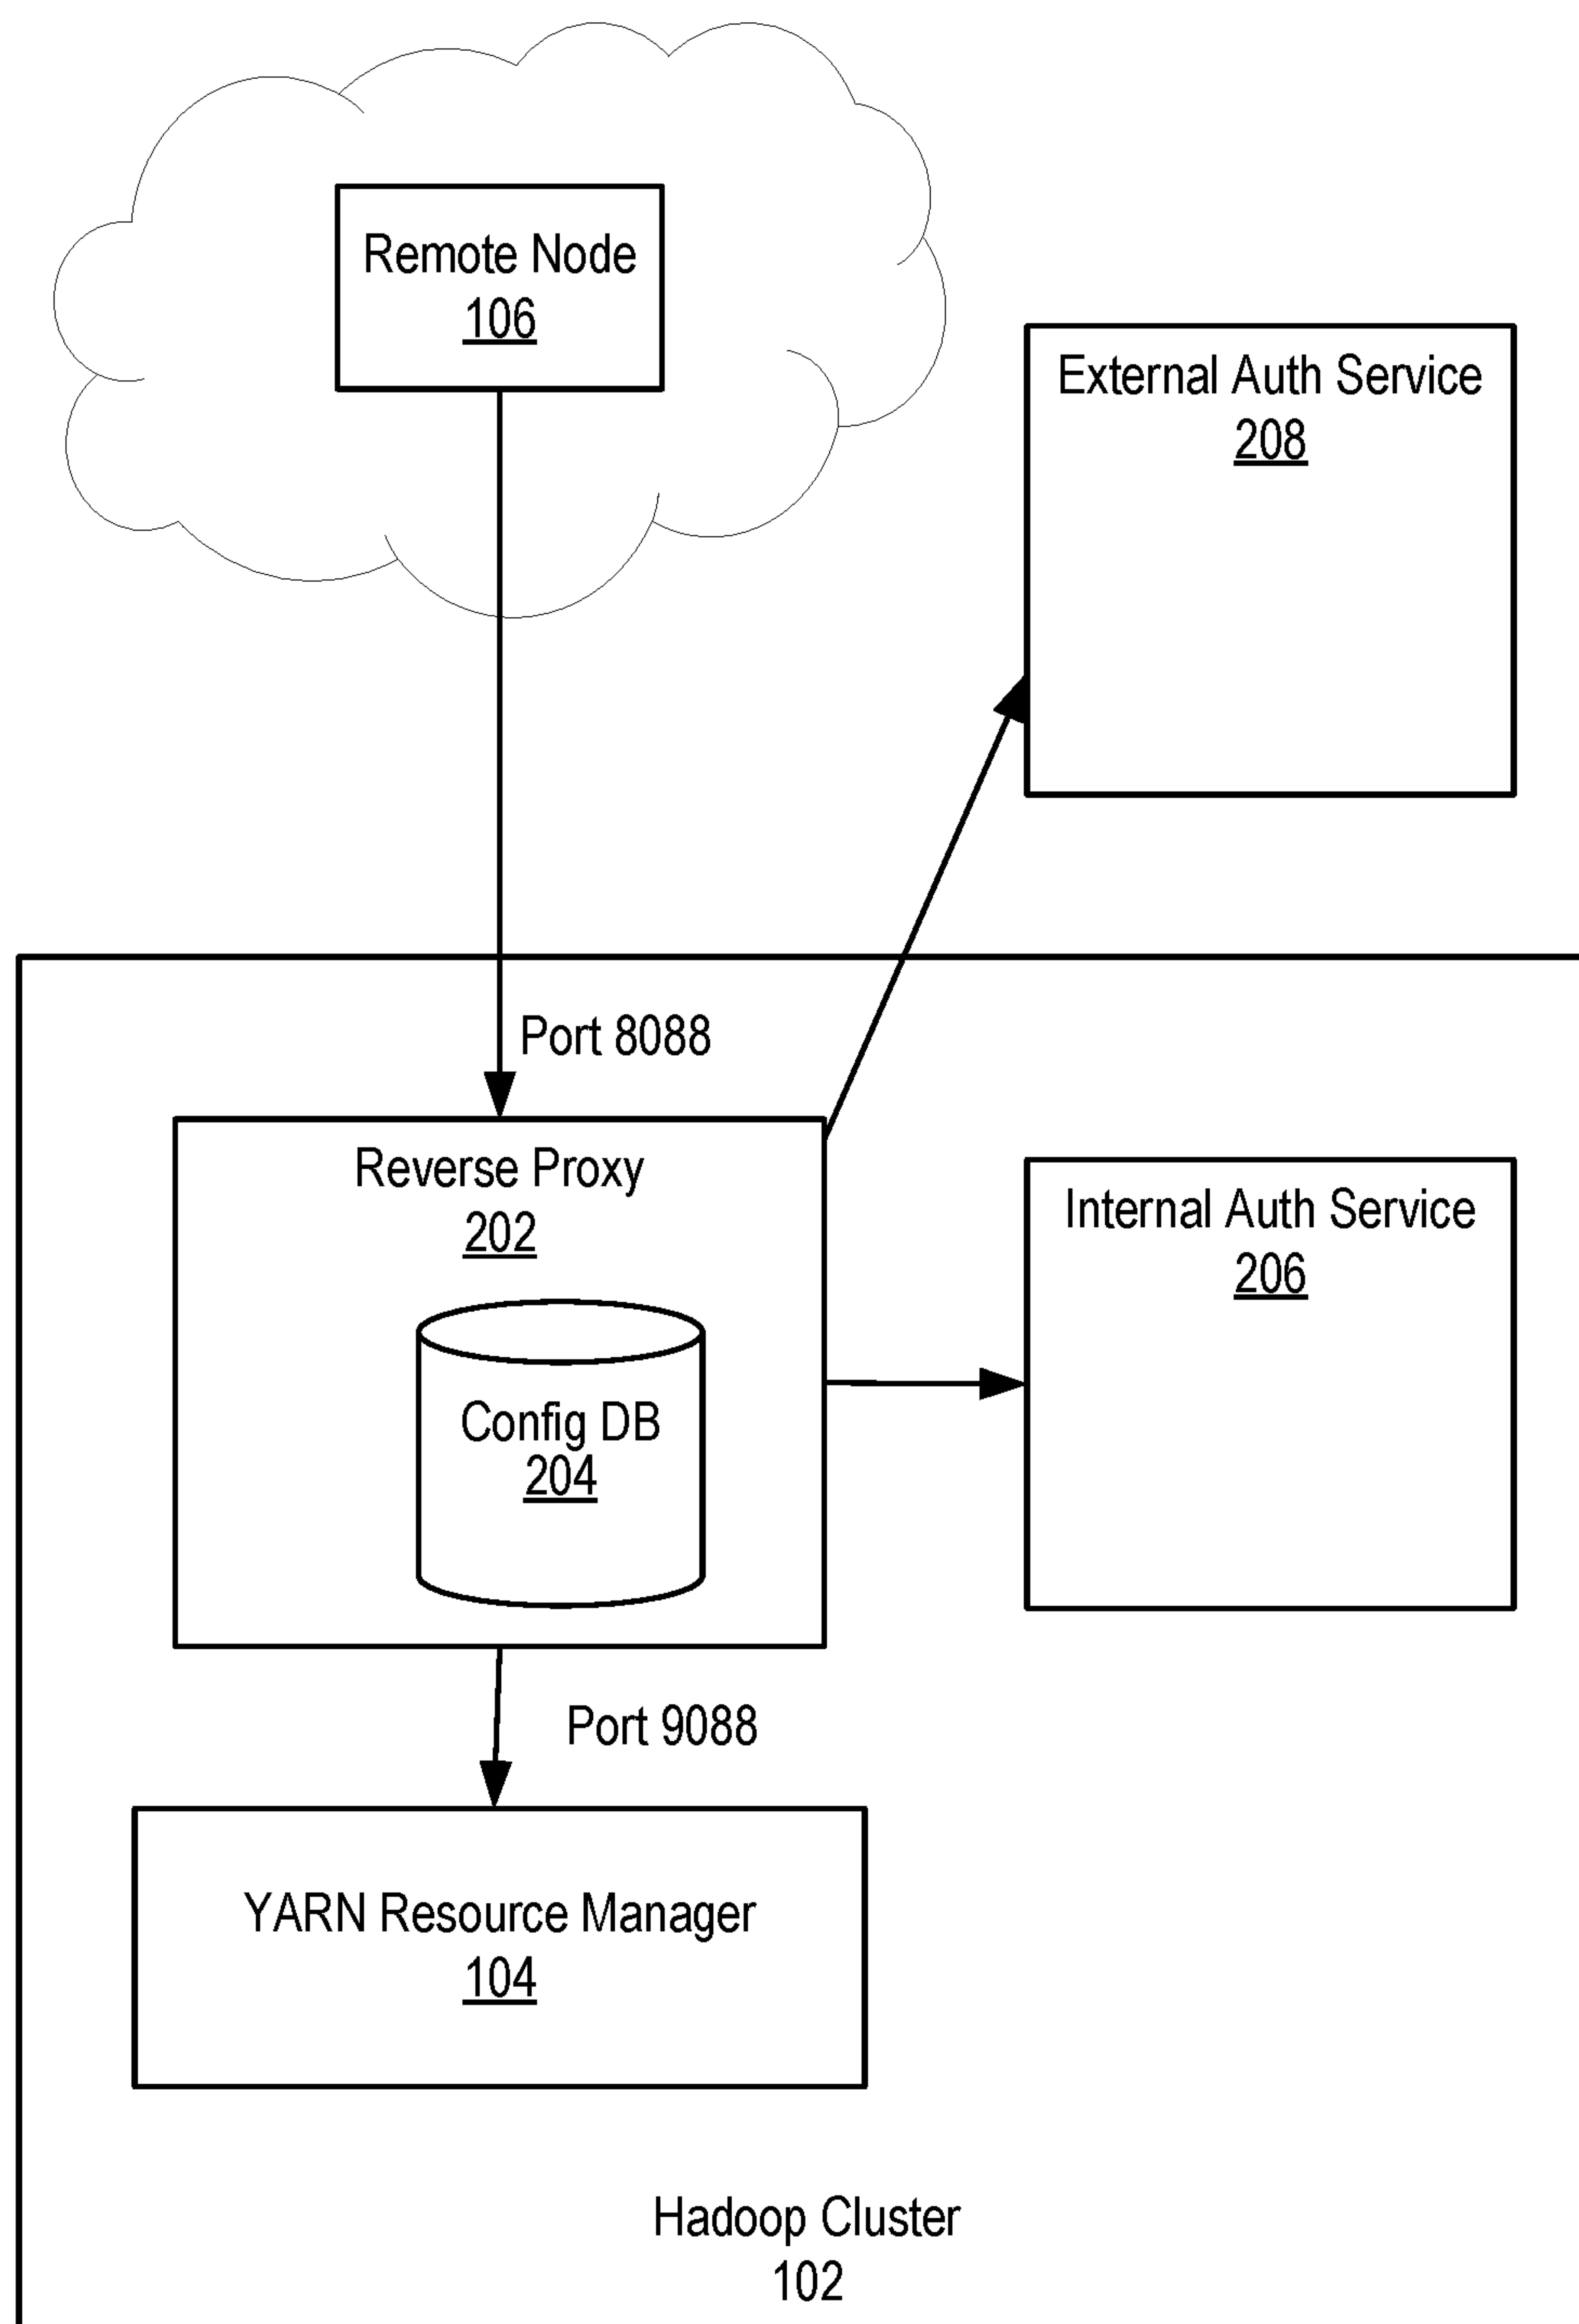 Remote Node
106
External Auth Service
208
Port 8088
Reverse Proxy
202
Internal Auth Service
206
Config DB
204
Port 9088
YARN Resource Manager
104
Hadoop Cluster
102